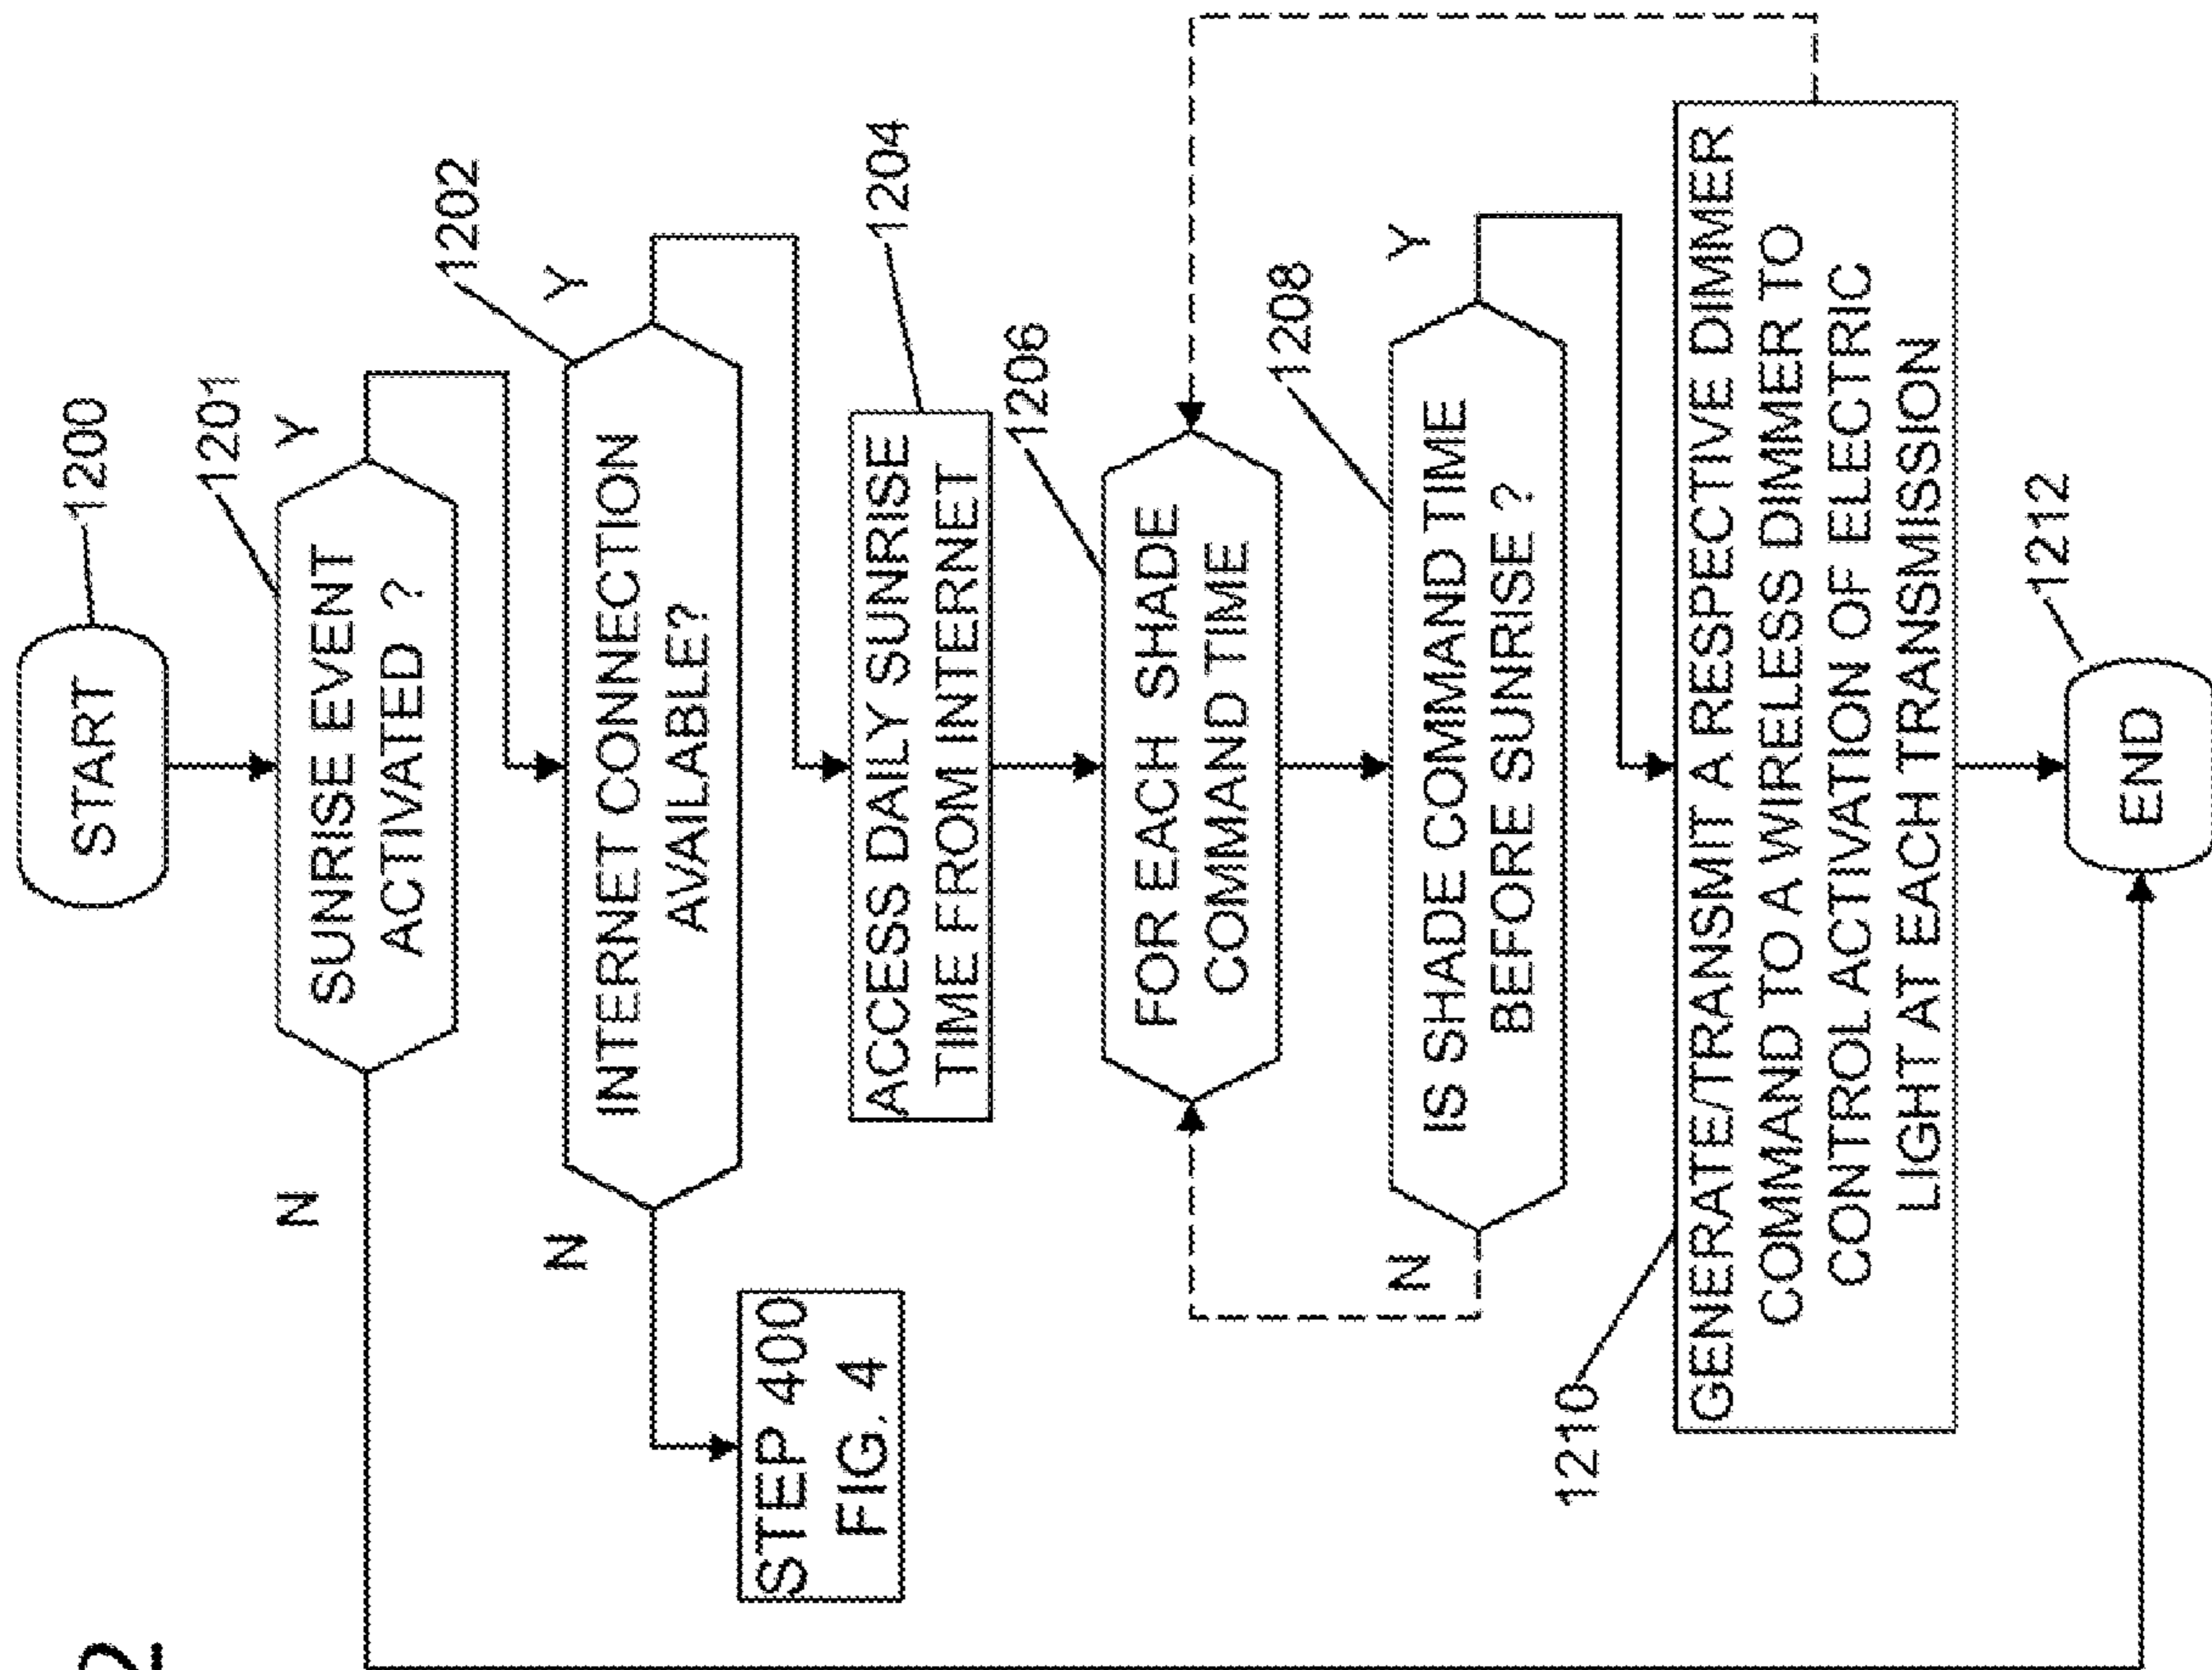 2
START
1200
SUNRISE EVENT
ACTIVATED ?
1201
Y
N
INTERNET CONNECTION
AVAILABLE?
1202
Y
N
STEP 400
FIG. 4
ACCESS DAILY SUNRISE
TIME FROM INTERNET
1204
FOR EACH SHADE
COMMAND TIME
1206
IS SHADE COMMAND TIME
BEFORE SUNRISE ?
1208
Y
N
GENERATE/TRANSMIT A RESPECTIVE DIMMER
COMMAND TO A WIRELESS DIMMER TO
CONTROL ACTIVATION OF ELECTRIC
LIGHT AT EACH TRANSMISSION
1210
END
1212